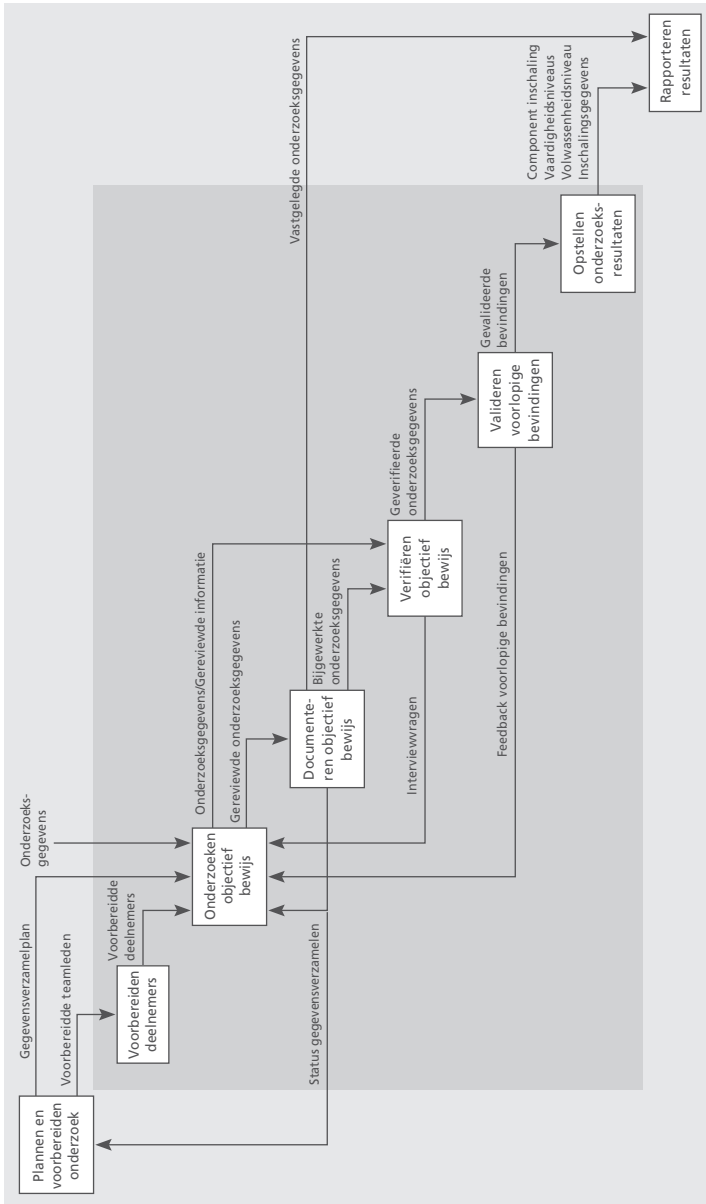 Plannen en
voorbereiden
onderzoek
Gegevensverzamelplan
Voorbereidde teamleden
Voorbereiden
deelnemers
Voorbereidde
deelnemers
Onderzoeks-
gegevens
Status gegevensverzamelen
Onderzoeken
objectief
bewijs
Onderzoeksgegevens/Gereviewde informatie
Gereviewde onderzoeksgegevens
Documente-
ren objectief
bewijs
Vastgelegde onderzoeksgegevens
Bijgewerkte
onderzoeksgegevens
Interviewvragen
Verifiëren
objectief
bewijs
Geverifieerde
onderzoeksgegevens
Feedback voorlopige bevindingen
Valideren
voorlopige
bevindingen
Gevalideerde
bevindingen
Opstellen
onderzoeks-
resultaten
Component inschaling
Vaardigheidsniveaus
Volwassenheidsniveau
Inschalingsgegevens
Rapporteren
resultaten